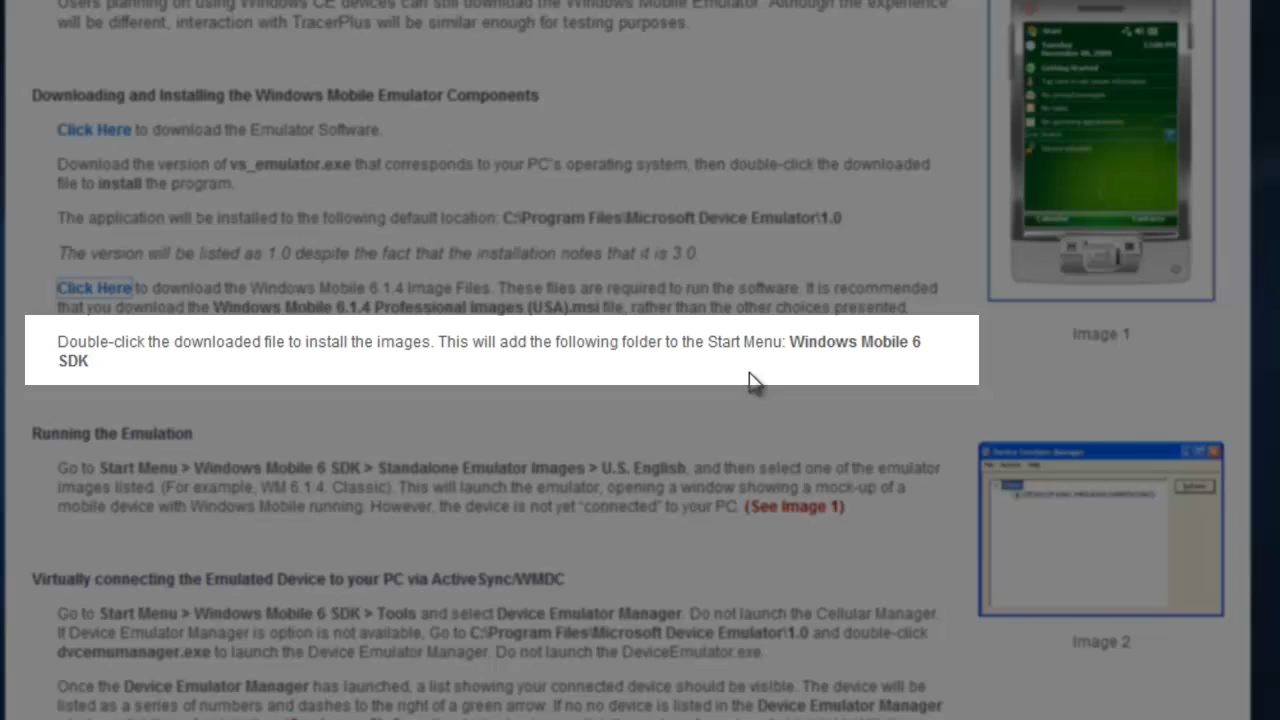 Users planning on using Windows CE devices can still download the Windows Mobile Emulator. Although the experience
will be different, interaction with TracerPlus will be similar enough for testing purposes.
Downloading and Installing the Windows Mobile Emulator Components
Click Here to download the Emulator Software.
Download the version of vs_emulator.exe that corresponds to your PC's operating system, then double-click the downloaded
file to install the program.
The application will be installed to the following default location: C:\Program Files\Microsoft Device Emulator\1.0
The version will be listed as 1.0 despite the fact that the installation notes that it is 3.0.
Click Here to download the Windows Mobile 6.1.4 Image Files. These files are required to run the software. It is recommended
that you download the Windows Mobile 6.1.4 Professional Images (USA).msi file, rather than the other choices presented.
Double-click the downloaded file to install the images. This will add the following folder to the Start Menu: Windows Mobile 6
SDK
Running the Emulation
Go to Start Menu > Windows Mobile 6 SDK > Standalone Emulator Images > U.S. English, and then select one of the emulator
images listed. (For example, WM 6.1.4. Classic). This will launch the emulator, opening a window showing a mock-up of a
mobile device with Windows Mobile running. However, the device is not yet "connected" to your PC. (See Image 1)
Virtually connecting the Emulated Device to your PC via ActiveSync/WMDC
Go to Start Menu > Windows Mobile 6 SDK > Tools and select Device Emulator Manager. Do not launch the Cellular Manager.
If Device Emulator Manager is option is not available, Go to C:\Program Files\Microsoft Device Emulator\1.0 and double-click
dvcemumanager.exe to launch the Device Emulator Manager. Do not launch the DeviceEmulator.exe.
Once the Device Emulator Manager has launched, a list showing your connected device should be visible. The device will be
listed as a series of numbers and dashes to the right of a green arrow. If no no device is listed in the Device Emulator Manager
Start
Tuesday
Getting Started
Calendar
Contacts
Image 1
Device Emulator Manager
File Actions Help
Refresh
Image 2